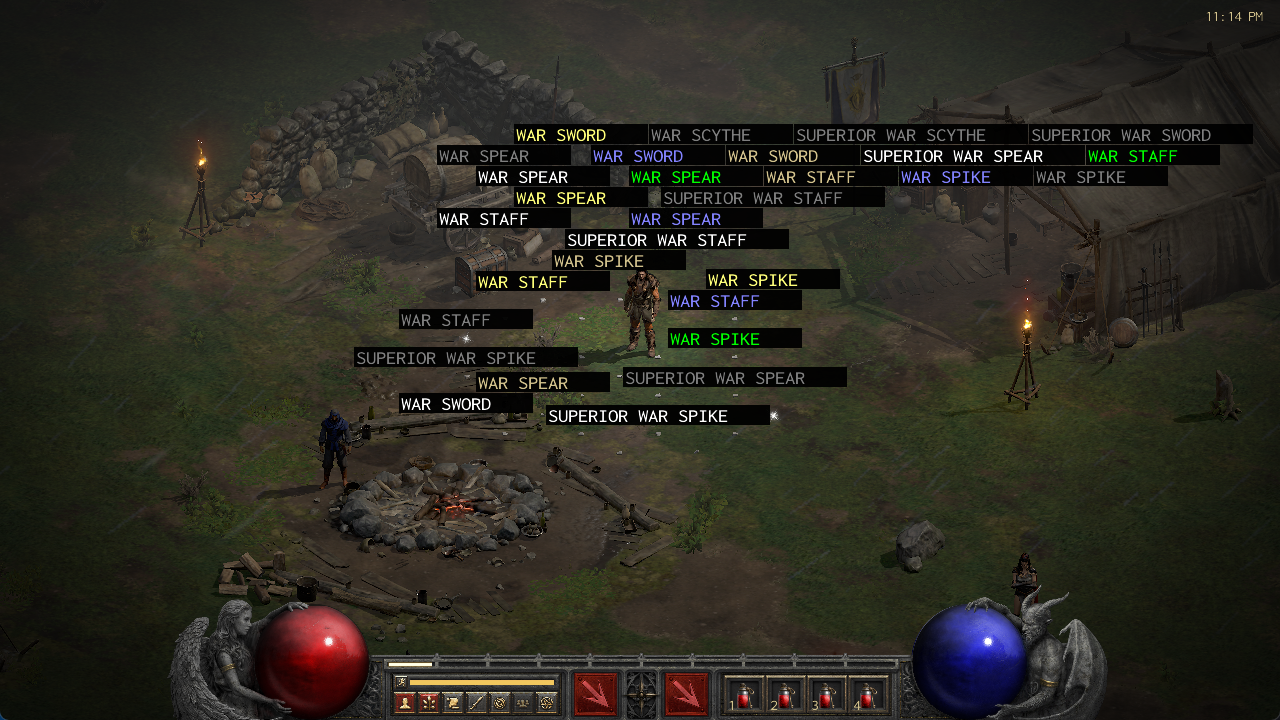 11:14 PM
WAR SWORD WAR SCYTHE SUPERIOR WAR SCYTHE SUPERIOR WAR SWORD
WAR SPEAR WAR SWORD WAR SWORD SUPERIOR WAR SPEAR WAR STAFF
WAR SPEAR WAR SPEAR WAR STAFF WAR SPIKE WAR SPIKE
WAR SPEAR SUPERIOR WAR STAFF
WAR STAFF WAR SPEAR
SUPERIOR WAR STAFF
WAR SPIKE
WAR STAFF WAR SPIKE
WAR STAFF
WAR STAFF
WAR SPIKE
SUPERIOR WAR SPIKE
WAR SPEAR SUPERIOR WAR SPEAR
WAR SWORD
SUPERIOR WAR SPIKE
1 2 3 4